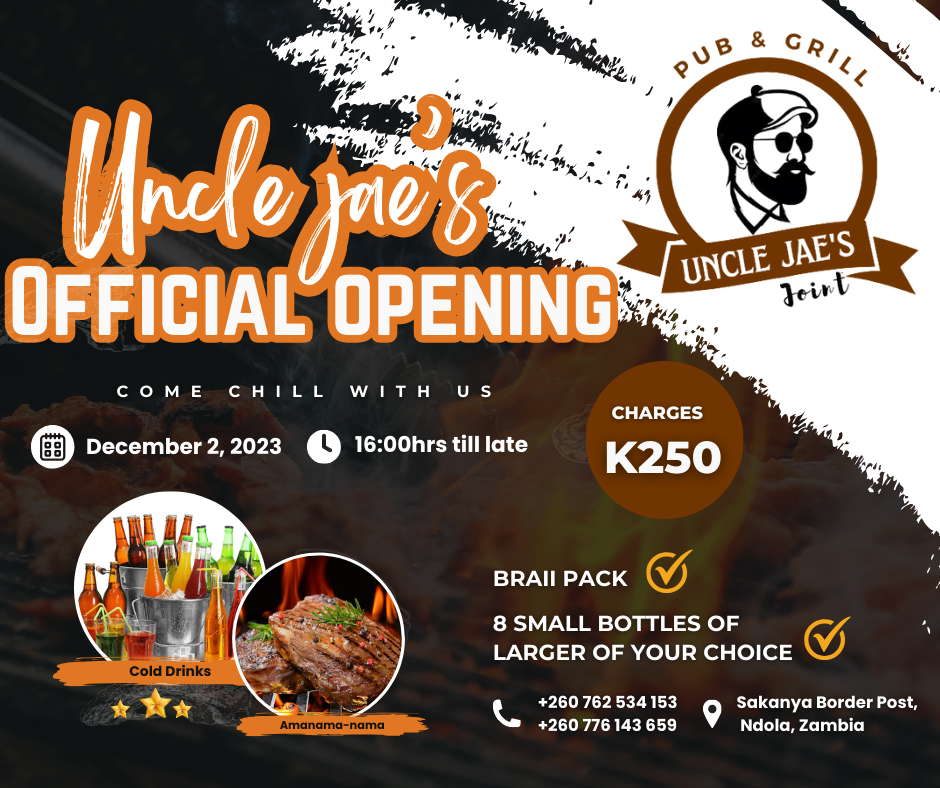 PUB & GRILL
UNCLE JAE'S
Joint
Uncle jae's
OFFICIAL OPENING
COME CHILL WITH US
December 2, 2023
16:00hrs till late
CHARGES
K250
Cold Drinks
Amanama-nama
BRAII PACK
8 SMALL BOTTLES OF
LARGER OF YOUR CHOICE
+260 762 534 153
+260 776 143 659
Sakanya Border Post,
Ndola, Zambia